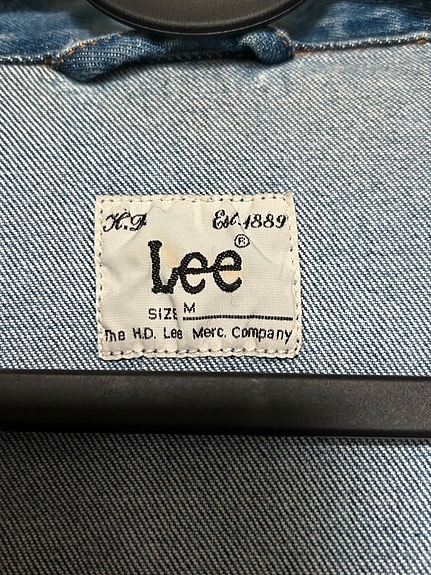 H.D. Est. 1889
Lee®
SIZE M
The H.D. Lee Merc. Company